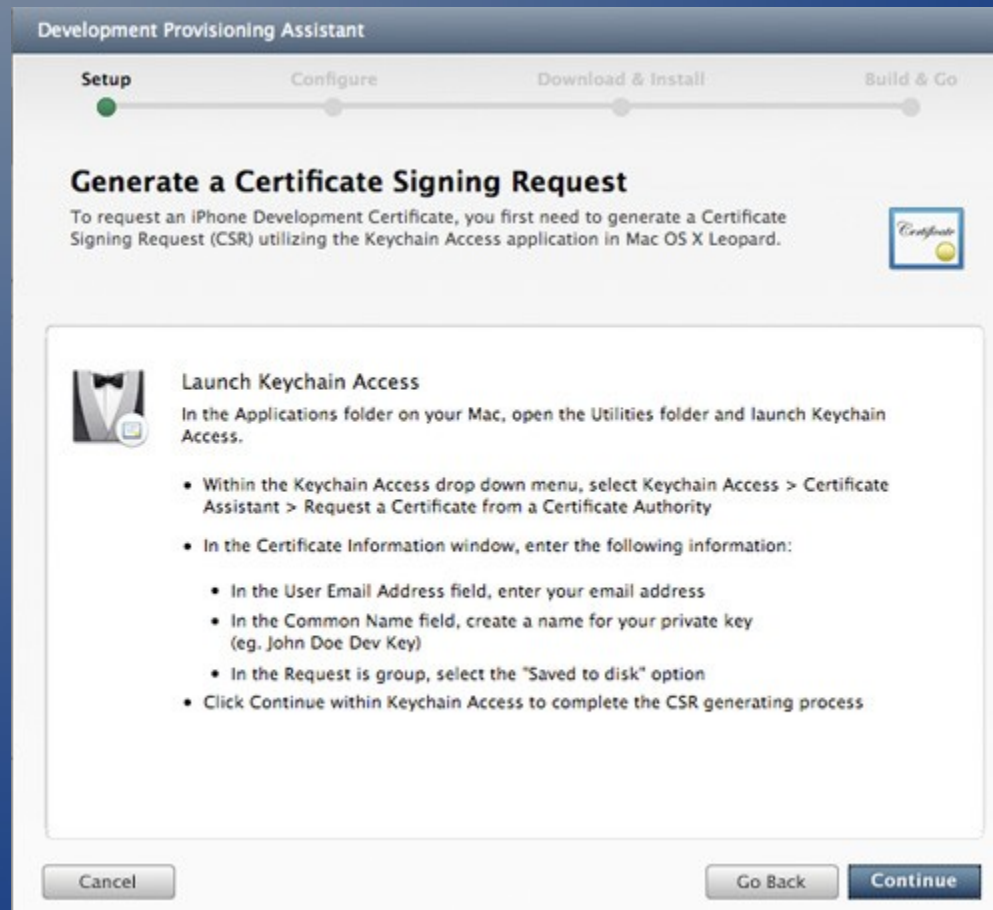 Development Provisioning Assistant
Setup Configure Download & Install Build & Go
Generate a Certificate Signing Request
To request an iPhone Development Certificate, you first need to generate a Certificate
Signing Request (CSR) utilizing the Keychain Access application in Mac OS X Leopard.
Certificate
Launch Keychain Access
In the Applications folder on your Mac, open the Utilities folder and launch Keychain
Access.
• Within the Keychain Access drop down menu, select Keychain Access > Certificate
Assistant > Request a Certificate from a Certificate Authority
• In the Certificate Information window, enter the following information:
• In the User Email Address field, enter your email address
• In the Common Name field, create a name for your private key
(eg. John Doe Dev Key)
• In the Request is group, select the "Saved to disk" option
• Click Continue within Keychain Access to complete the CSR generating process
Cancel Go Back Continue